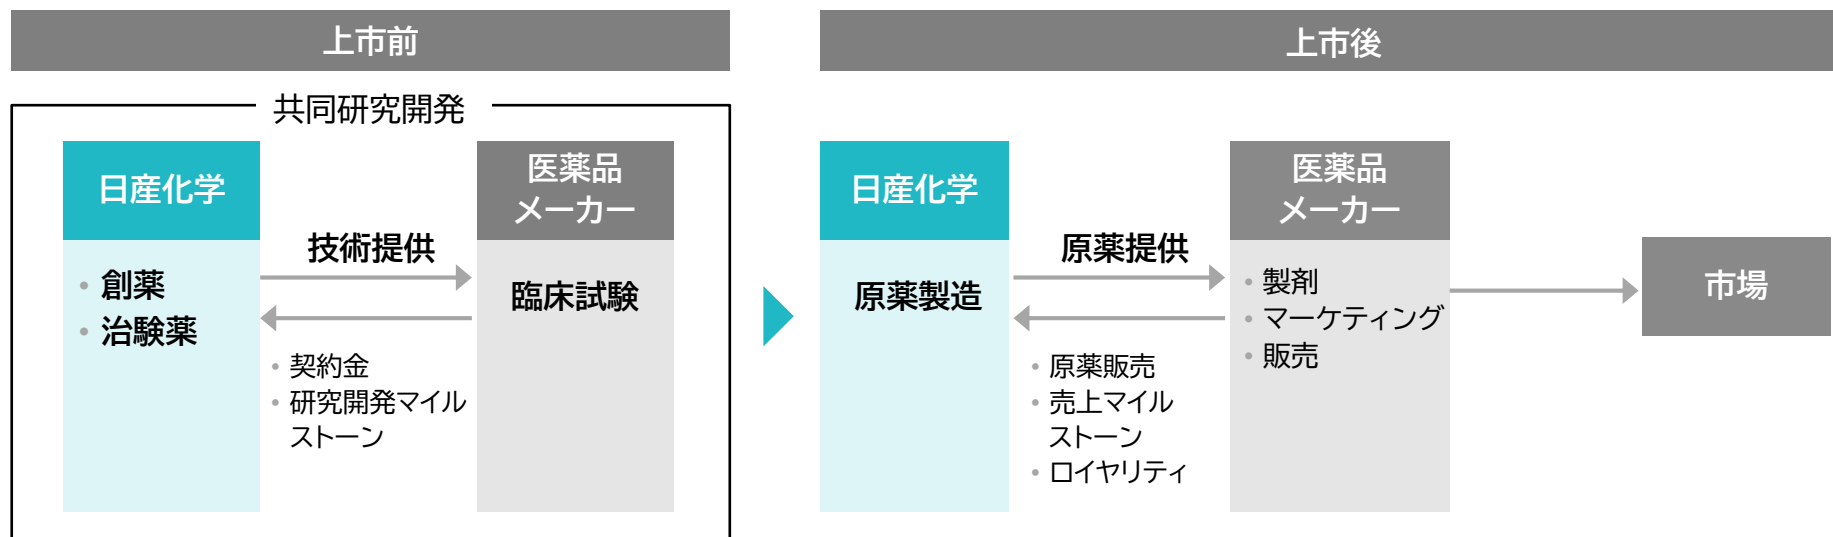 上市前
共同研究開発
日産化学
• 創薬
• 治験薬
技術提供
• 契約金
• 研究開発マイル
ストーン
医薬品
メーカー
臨床試験
上市後
日産化学
原薬製造
原薬提供
• 原薬販売
• 売上マイル
ストーン
• ロイヤリティ
医薬品
メーカー
• 製剤
• マーケティング
• 販売
市場